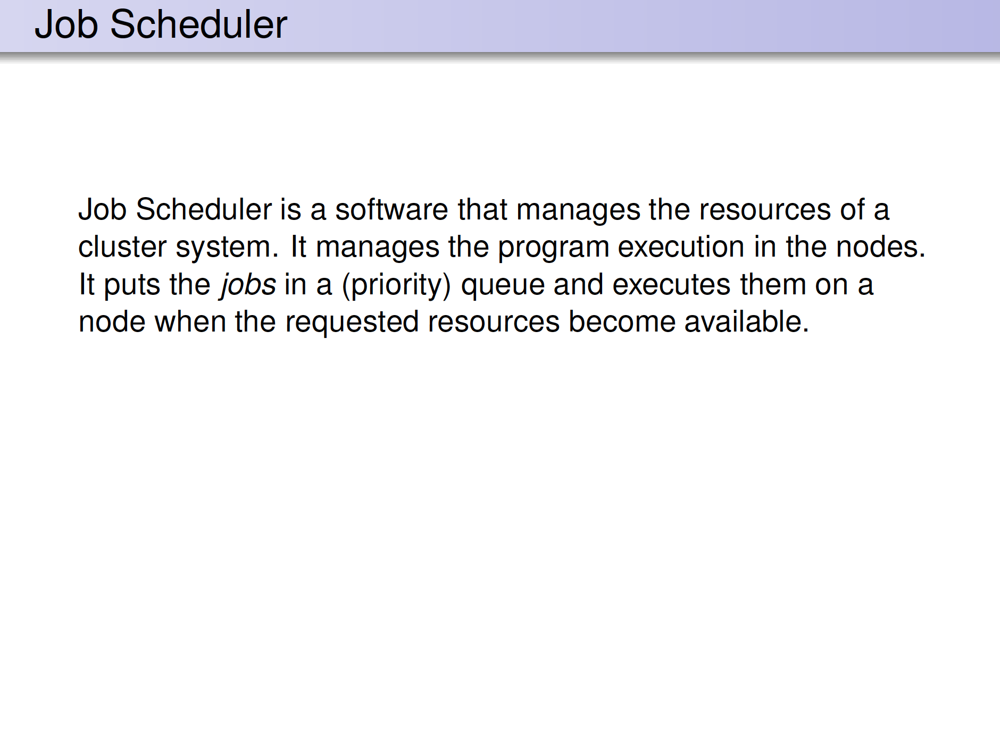 Job Scheduler
Job Scheduler is a software that manages the resources of a
cluster system. It manages the program execution in the nodes.
It puts the jobs in a (priority) queue and executes them on a
node when the requested resources become available.